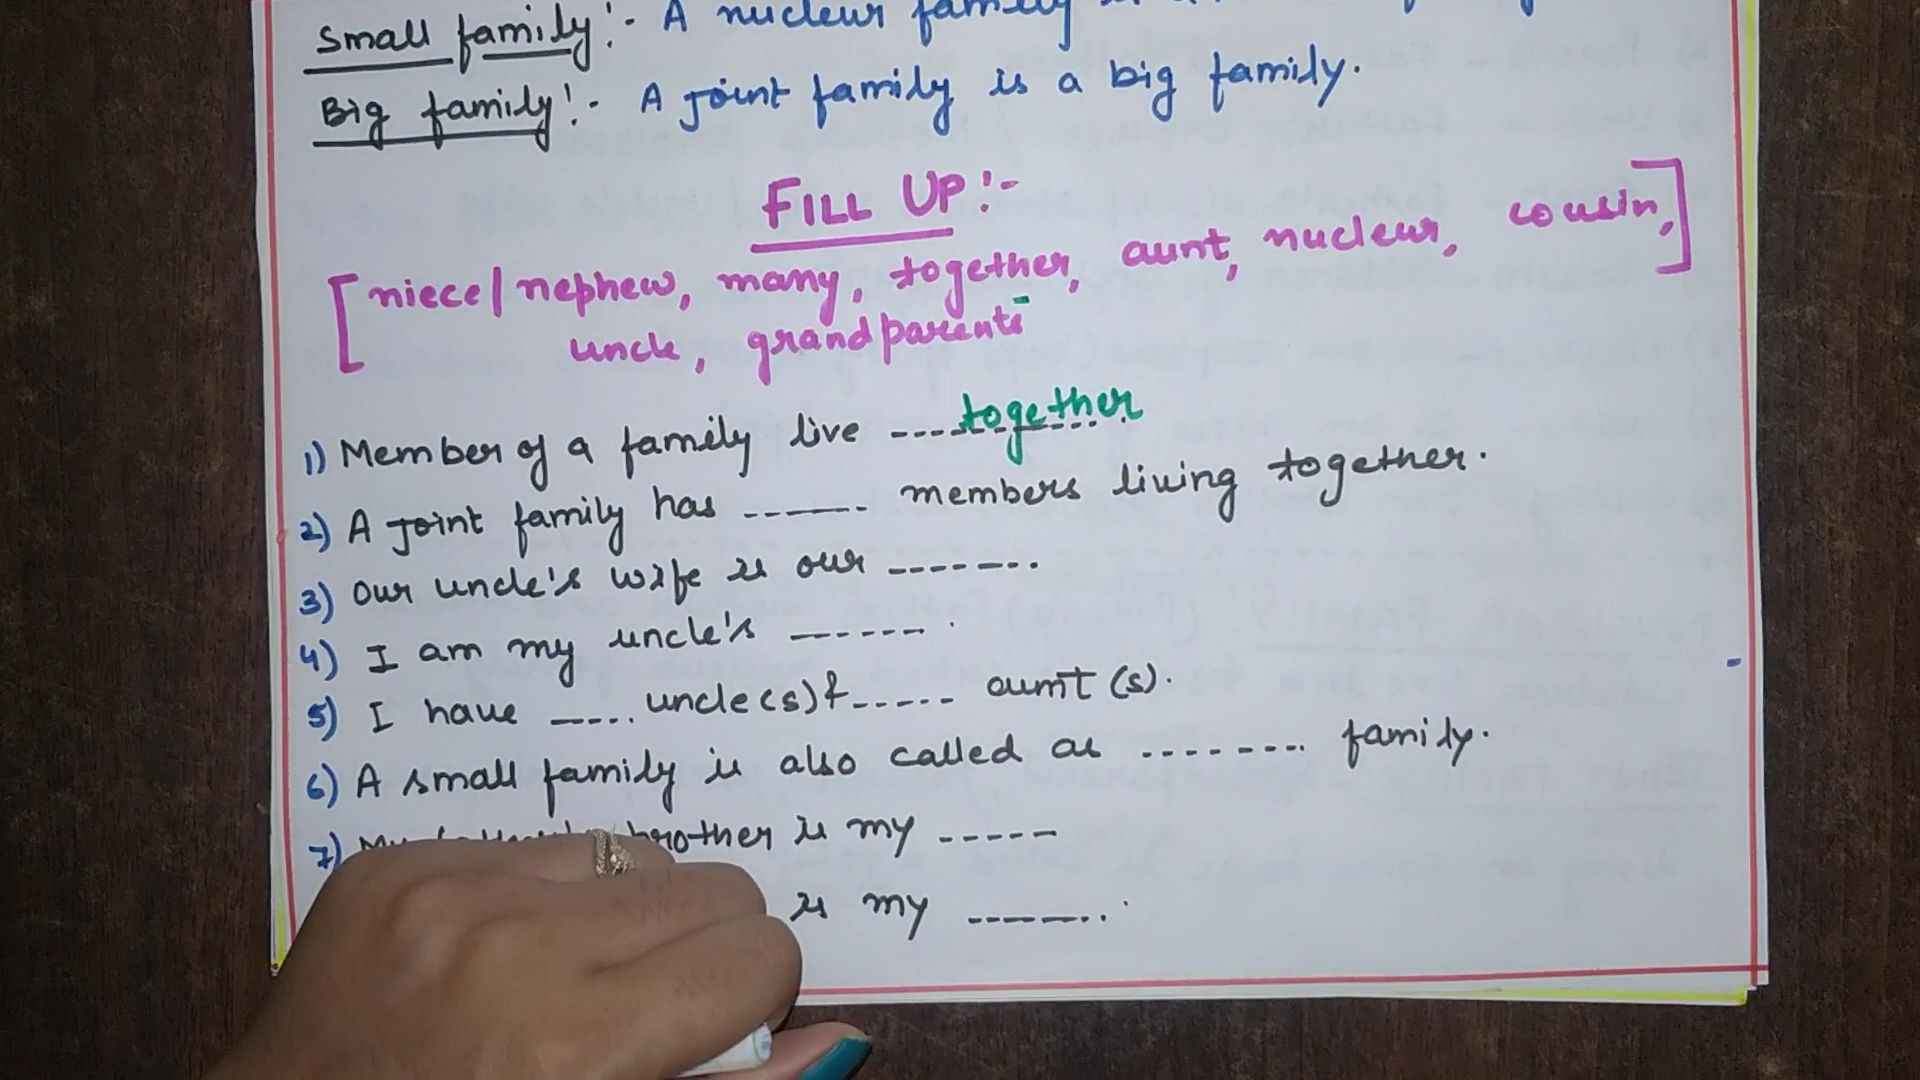 Small family:- A nucleur family
Big family:- A Joint family is a big family.
FILL UP:-
[niece/nephew, many, together, aunt, nucleur, cousin,]
uncle, grandparents
1) Member of a family live ---together---.
2) A Joint family has ------ members living together.
3) Our uncle's wife is our -------.
4) I am my uncle's ------.
5) I have ----. uncle(s) & ----- aunt (s).
6) A small family is also called as -------- family.
7) My brother is my -----
is my -------.